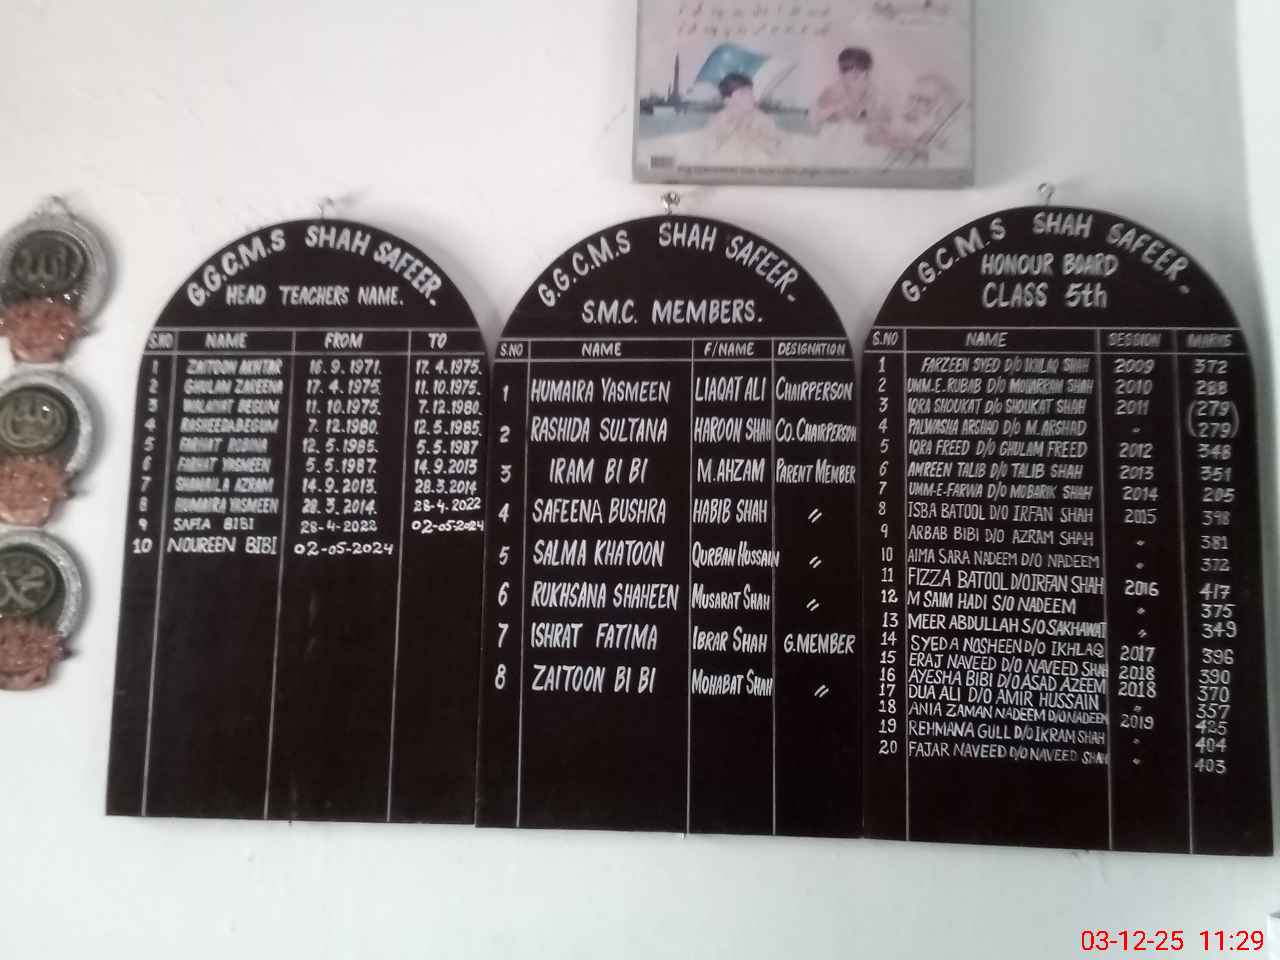 G.G.C.M.S SHAH SAFEER.
HEAD TEACHERS NAME.
S.NO NAME FROM TO
1 ZAITOON AKHTAR 16.9.1971. 17.4.1975.
2 GHULAM ZAREENA 17.4.1975. 11.10.1975.
3 WALAYAT BEGUM 11.10.1975. 7.12.1980.
4 RASHEEDA BEGUM 7.12.1980. 12.5.1985.
5 FARHAT ROBINA 12.5.1985. 5.5.1987
6 FARHAT YASMEEN 5.5.1987. 14.9.2013
7 SHAMAILA AZRAM 14.9.2013. 28.3.2014
8 HUMAIRA YASMEEN 28.3.2014. 28-4.2022
9 SAFIA BIBI 28-4-2022 02-05-2024
10 NOUREEN BIBI 02-05-2024
G.G.C.M.S SHAH SAFEER-
S.M.C. MEMBERS.
S.NO NAME F/NAME DESIGNATION
1 HUMAIRA YASMEEN LIAQAT ALI CHAIRPERSON
2 RASHIDA SULTANA HAROON SHAH CO.CHAIRPERSON
3 IRAM BI BI M.AHZAM PARENT MEMBER
4 SAFEENA BUSHRA HABIB SHAH "
5 SALMA KHATOON QURBAN HUSSAIN "
6 RUKHSANA SHAHEEN MUSARAT SHAH "
7 ISHRAT FATIMA IBRAR SHAH G.MEMBER
8 ZAITOON BI BI MOHABAT SHAH "
G.G.C.M.S SHAH SAFEER-
HONOUR BOARD
CLASS 5th
S.NO NAME SESSION MARKS
1 FARZEEN SYED D/O IKHLAQ SHAH 2009 372
2 UMM.E.RUBAB D/O MOHARRAM SHAH 2010 288
3 IQRA SHOUKAT D/O SHOUKAT SHAH 2011 (279)
4 PALWASHA ARSHAD D/O M.ARSHAD " (279)
5 IQRA FREED D/O GHULAM FREED 2012 348
6 AMREEN TALIB D/O TALIB SHAH 2013 351
7 UMM-E-FARWA D/O MOBARIK SHAH 2014 205
8 ISBA BATOOL D/O IRFAN SHAH 2015 398
9 ARBAB BIBI D/O AZRAM SHAH " 381
10 AIMA SARA NADEEM D/O NADEEM " 372
11 FIZZA BATOOL D/O IRFAN SHAH 2016 417
12 M SAIM HADI S/O NADEEM " 375
13 MEER ABDULLAH S/O SAKHAWAT " 349
14 SYEDA NOSHEEN D/O IKHLAQ 2017 396
15 ERAJ NAVEED D/O NAVEED SHAH 2018 390
16 AYESHA BIBI D/O ASAD AZEEM 2018 370
17 DUA ALI D/O AMIR HUSSAIN " 357
18 ANIA ZAMAN NADEEM D/O NADEEM 2019 425
19 REHMANA GULL D/O IKRAM SHAH " 404
20 FAJAR NAVEED D/O NAVEED SHAH " 403
03-12-25 11:29